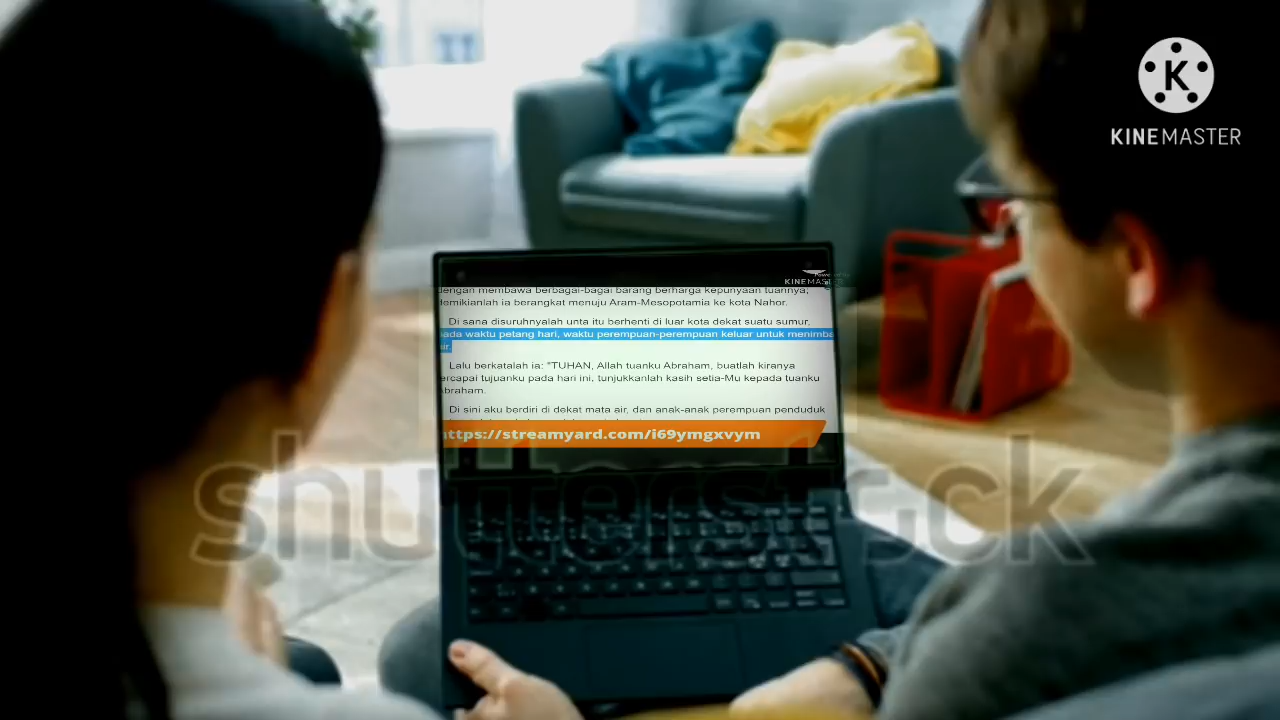 KINEMASTER
KINEMASTER
dengan membawa berbagai-bagai barang berharga kepunyaan tuannya;
demikianlah ia berangkat menuju Aram-Mesopotamia ke kota Nahor.
Di sana disuruhnyalah unta itu berhenti di luar kota dekat suatu sumur,
pada waktu petang hari, waktu perempuan-perempuan keluar untuk menimba
air.
Lalu berkatalah ia: "TUHAN, Allah tuanku Abraham, buatlah kiranya
tercapai tujuanku pada hari ini, tunjukkanlah kasih setia-Mu kepada tuanku
Abraham.
Di sini aku berdiri di dekat mata air, dan anak-anak perempuan penduduk
https://streamyard.com/i69ymgxvym
shutterstock